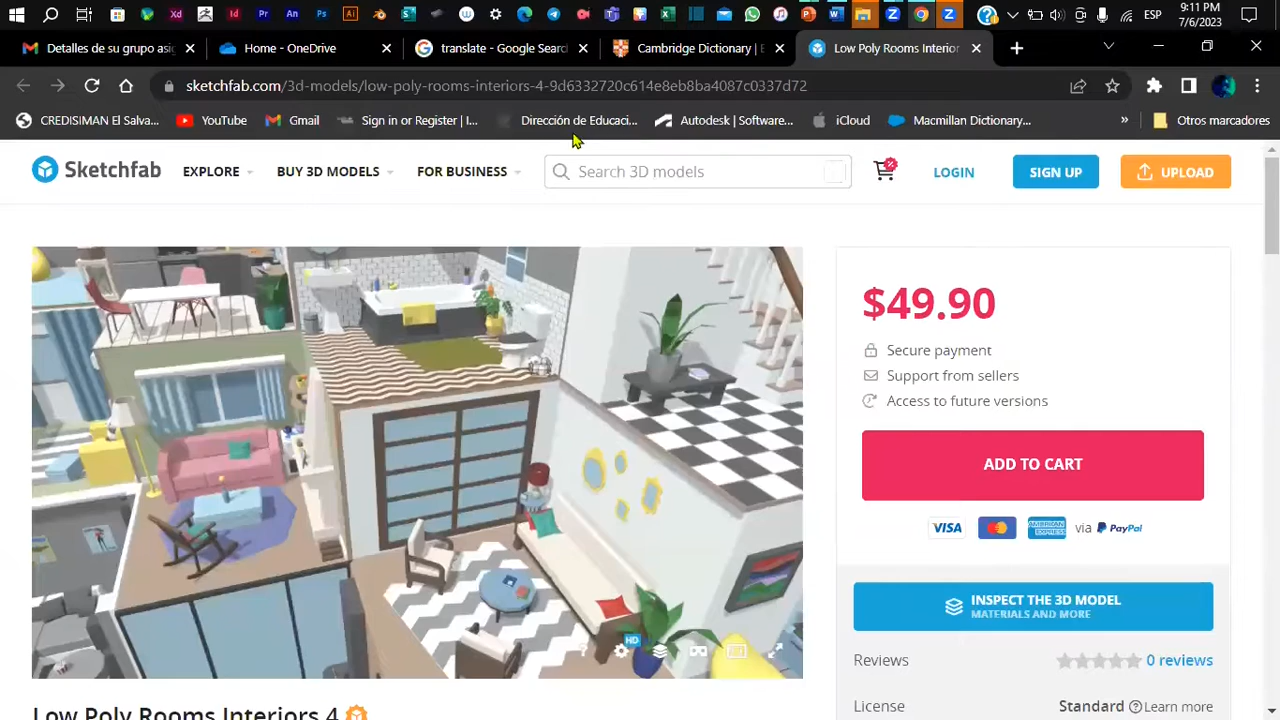 ESP
9:11 PM
7/6/2023
Detalles de su grupo asig
Home - OneDrive
translate - Google Search
Cambridge Dictionary | E
Low Poly Rooms Interior
sketchfab.com/3d-models/low-poly-rooms-interiors-4-9d6332720c614e8eb8ba4087c0337d72
CREDISIMAN El Salva...
YouTube
Gmail
Sign in or Register | I...
Dirección de Educaci...
Autodesk | Software...
iCloud
Macmillan Dictionary...
»
Otros marcadores
Sketchfab
EXPLORE
BUY 3D MODELS
FOR BUSINESS
Search 3D models
LOGIN
SIGN UP
UPLOAD
$49.90
Secure payment
Support from sellers
Access to future versions
ADD TO CART
VISA
AMERICAN EXPRESS
via PayPal
INSPECT THE 3D MODEL
MATERIALS AND MORE
HD
Reviews
0 reviews
License
Standard
Learn more
Low Poly Rooms Interiors 4